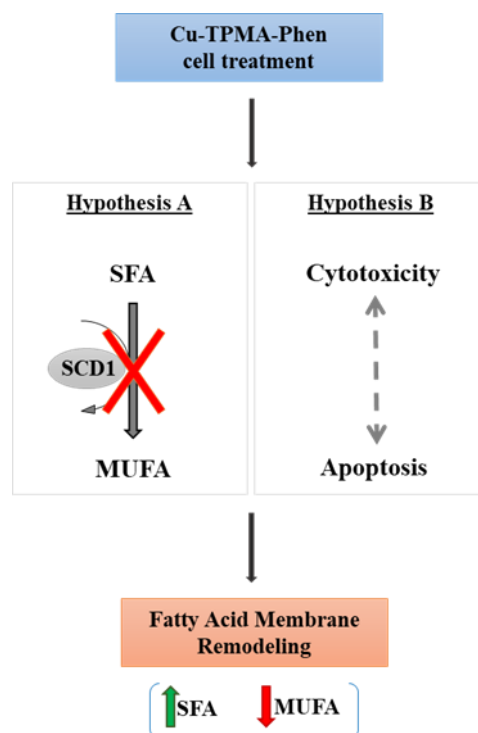 Cu-TPMA-Phen
cell treatment
Hypothesis A
SFA
SCD1
MUFA
Hypothesis B
Cytotoxicity
Apoptosis
Fatty Acid Membrane
Remodeling
SFA MUFA